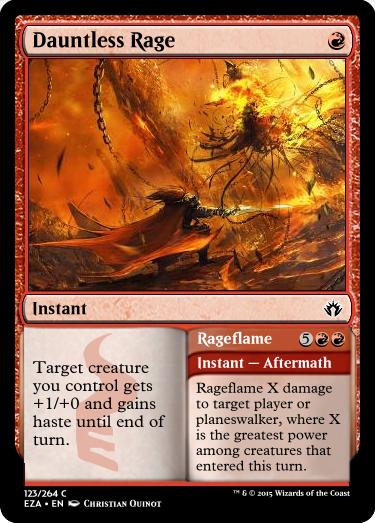 Dauntless Rage
Instant
Target creature
you control gets
+1/+0 and gains
haste until end of
turn.
Rageflame 5
Instant — Aftermath
Rageflame X damage
to target player or
planeswalker, where X
is the greatest power
among creatures that
entered this turn.
123/264 C
EZA • EN Christian Quinot
™ & © 2015 Wizards of the Coast